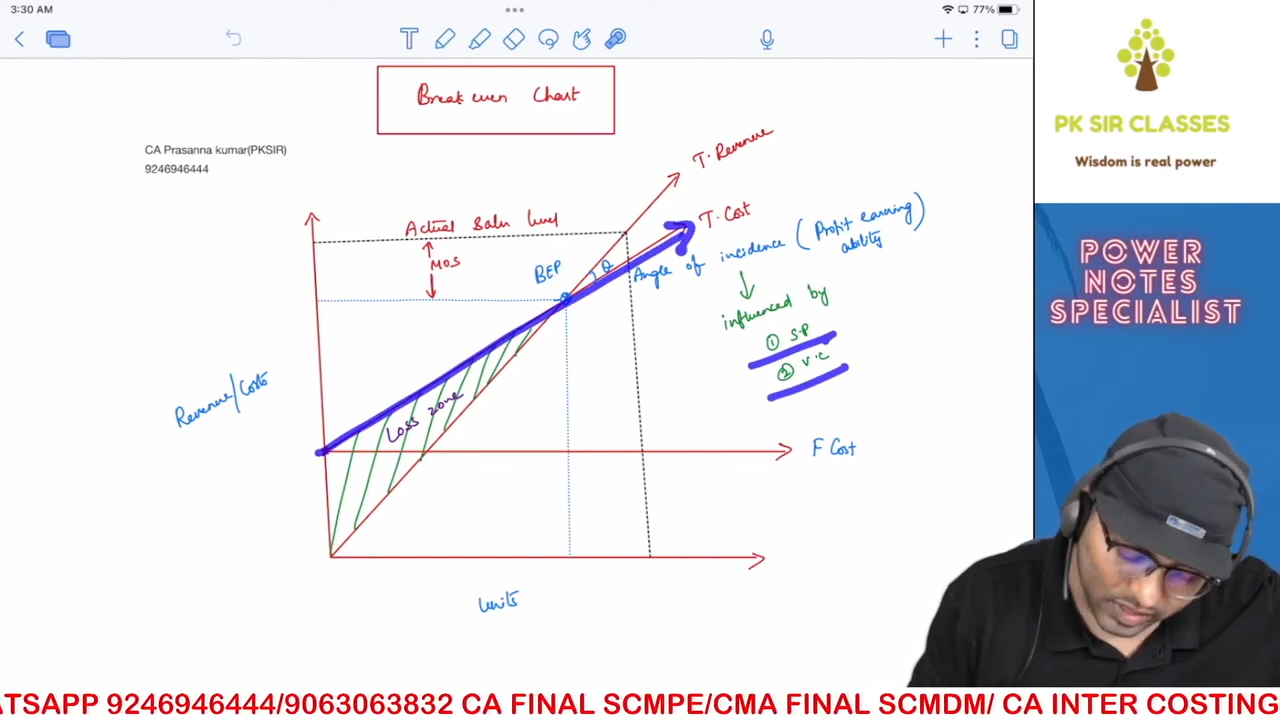 3:30 AM
77%
Break even Chart
CA Prasanna kumar(PKSIR)
9246946444
T. Revenue
Actual Sales level
T. Cost
MOS
BEP
θ
Angle of incidence (Profit earning ability)
influenced by
① S.P
② V.C
Revenue/Costs
Loss zone
F Cost
units
PK SIR CLASSES
Wisdom is real power
POWER
NOTES
SPECIALIST
ATSAPP 9246946444/9063063832 CA FINAL SCMPE/CMA FINAL SCMDM/ CA INTER COSTING